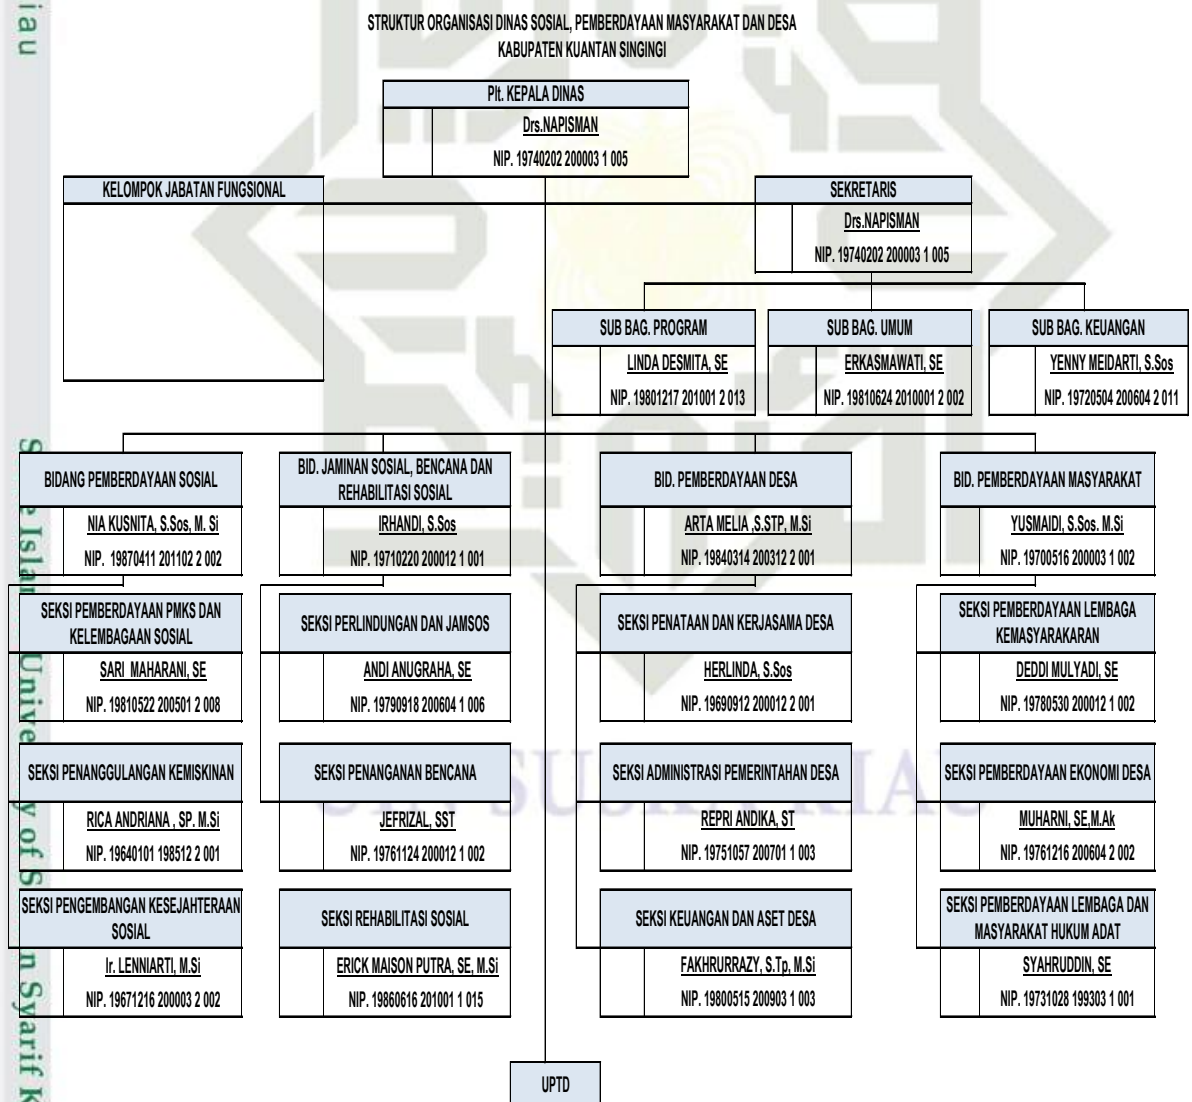 STRUKTUR ORGANISASI DINAS SOSIAL, PEMBERDAYAAN MASYARAKAT DAN DESA
KABUPATEN KUANTAN SINGINGI
Plt. KEPALA DINAS
Drs.NAPISMAN
NIP. 19740202 200003 1 005
KELOMPOK JABATAN FUNGSIONAL
SEKRETARIS
Drs.NAPISMAN
NIP. 19740202 200003 1 005
SUB BAG. PROGRAM
LINDA DESMITA, SE
NIP. 19801217 201001 2 013
SUB BAG. UMUM
ERKASMAWATI, SE
NIP. 19810624 2010001 2 002
SUB BAG. KEUANGAN
YENNY MEIDARTI, S.Sos
NIP. 19720504 200604 2 011
BIDANG PEMBERDAYAAN SOSIAL
NIA KUSNITA, S.Sos, M. Si
NIP. 19870411 201102 2 002
SEKSI PEMBERDAYAAN PMKS DAN
KELEMBAGAAN SOSIAL
SARI MAHARANI, SE
NIP. 19810522 200501 2 008
SEKSI PENANGGULANGAN KEMISKINAN
RICA ANDRIANA , SP. M.Si
NIP. 19640101 198512 2 001
SEKSI PENGEMBANGAN KESEJAHTERAAN
SOSIAL
Ir. LENNIARTI, M.Si
NIP. 19671216 200003 2 002
BID. JAMINAN SOSIAL, BENCANA DAN
REHABILITASI SOSIAL
IRHANDI, S.Sos
NIP. 19710220 200012 1 001
SEKSI PERLINDUNGAN DAN JAMSOS
ANDI ANUGRAHA, SE
NIP. 19790918 200604 1 006
SEKSI PENANGANAN BENCANA
JEFRIZAL, SST
NIP. 19761124 200012 1 002
SEKSI REHABILITASI SOSIAL
ERICK MAISON PUTRA, SE, M.Si
NIP. 19860616 201001 1 015
BID. PEMBERDAYAAN DESA
ARTA MELIA ,S.STP, M.Si
NIP. 19840314 200312 2 001
SEKSI PENATAAN DAN KERJASAMA DESA
HERLINDA, S.Sos
NIP. 19690912 200012 2 001
SEKSI ADMINISTRASI PEMERINTAHAN DESA
REPRI ANDIKA, ST
NIP. 19751057 200701 1 003
SEKSI KEUANGAN DAN ASET DESA
FAKHRURRAZY, S.Tp, M.Si
NIP. 19800515 200903 1 003
BID. PEMBERDAYAAN MASYARAKAT
YUSMAIDI, S.Sos. M.Si
NIP. 19700516 200003 1 002
SEKSI PEMBERDAYAAN LEMBAGA
KEMASYARAKARAN
DEDDI MULYADI, SE
NIP. 19780530 200012 1 002
SEKSI PEMBERDAYAAN EKONOMI DESA
MUHARNI, SE,M.Ak
NIP. 19761216 200604 2 002
SEKSI PEMBERDAYAAN LEMBAGA DAN
MASYARAKAT HUKUM ADAT
SYAHRUDDIN, SE
NIP. 19731028 199303 1 001
UPTD